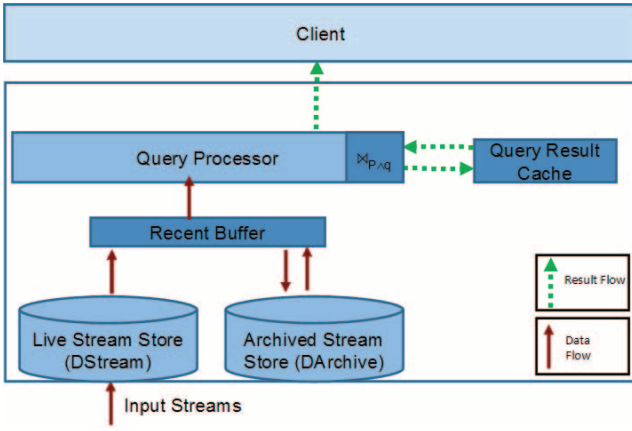 Client
Query Processor
⋈P∧q
Query Result
Cache
Recent Buffer
Live Stream Store
(DStream)
Archived Stream
Store (DArchive)
Result Flow
Data
Flow
Input Streams